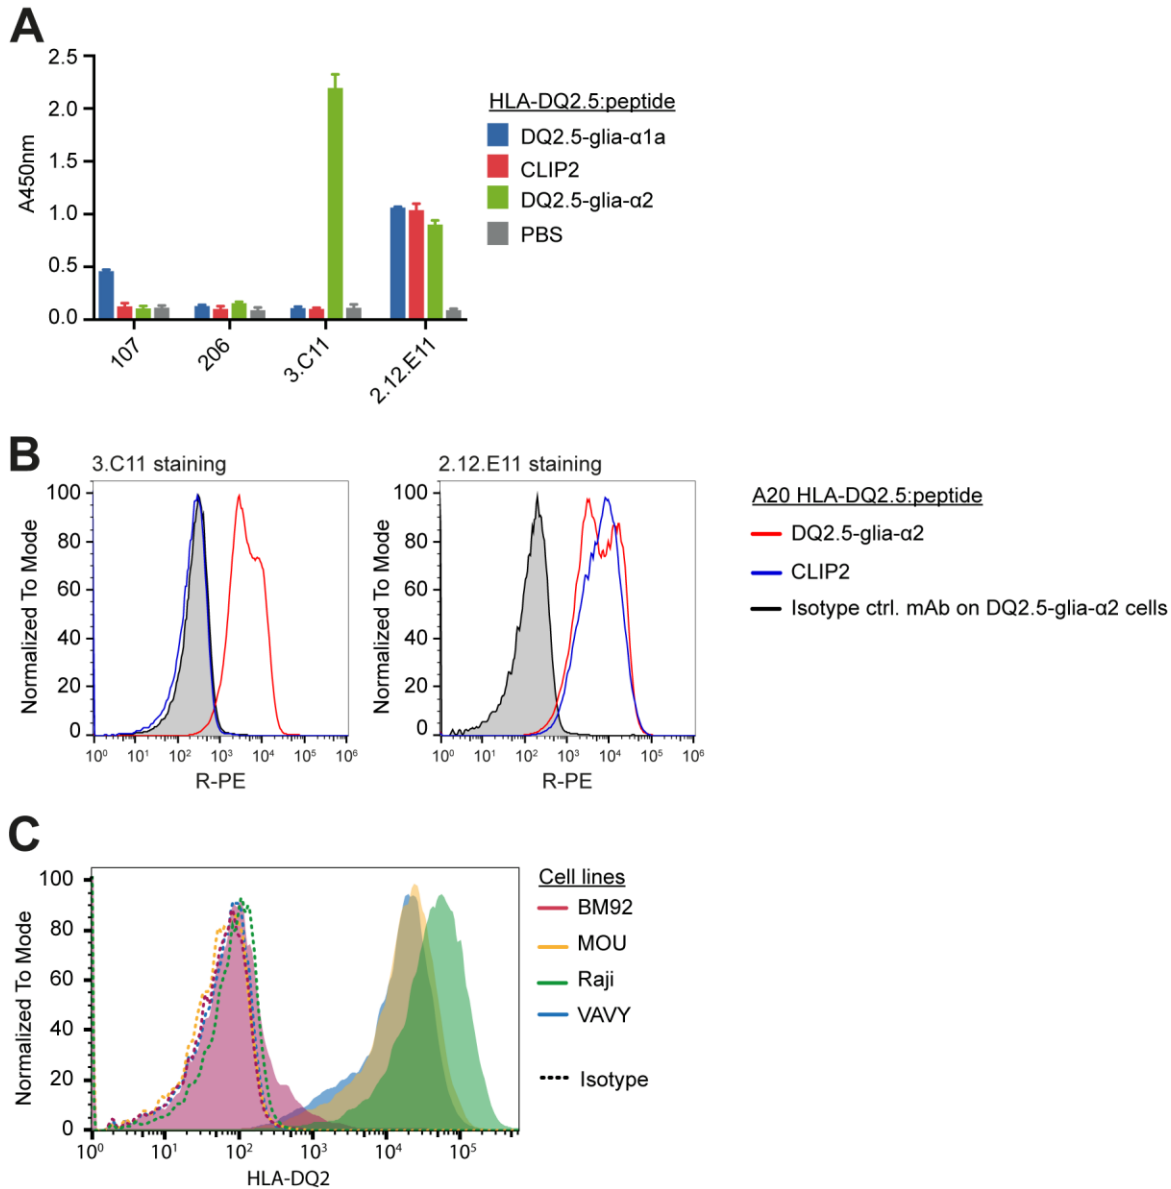 A
2.5
2.0
1.5
1.0
0.5
0.0
A450nm
107
206
3.C11
2.12.E11
HLA-DQ2.5:peptide
DQ2.5-glia-α1a
CLIP2
DQ2.5-glia-α2
PBS
B
3.C11 staining
100
80
60
40
20
0
Normalized To Mode
10⁰ 10¹ 10² 10³ 10⁴ 10⁵ 10⁶
R-PE
2.12.E11 staining
100
80
60
40
20
0
Normalized To Mode
10⁰ 10¹ 10² 10³ 10⁴ 10⁵ 10⁶
R-PE
A20 HLA-DQ2.5:peptide
DQ2.5-glia-α2
CLIP2
Isotype ctrl. mAb on DQ2.5-glia-α2 cells
C
100
80
60
40
20
0
Normalized To Mode
10⁰ 10¹ 10² 10³ 10⁴ 10⁵
HLA-DQ2
Cell lines
BM92
MOU
Raji
VAVY
Isotype